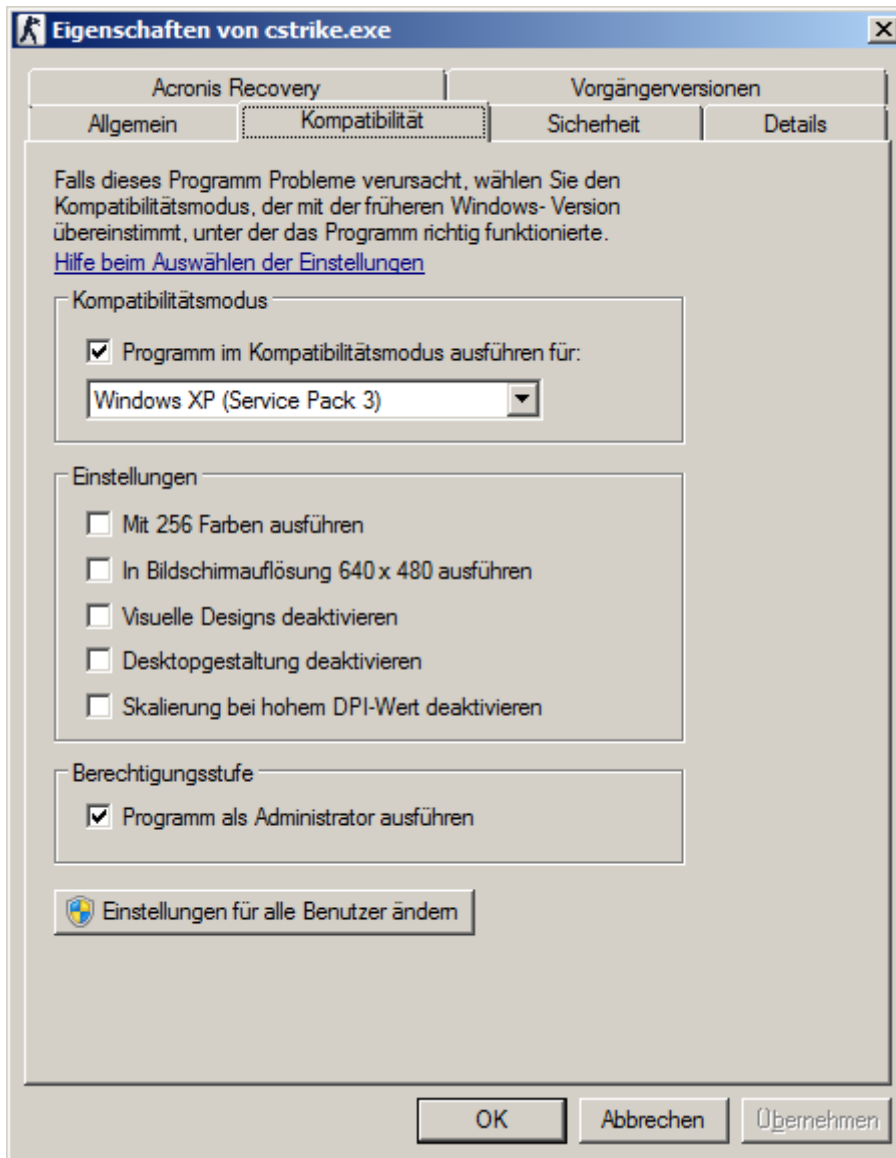 Eigenschaften von cstrike.exe
Acronis Recovery
Vorgängerversionen
Allgemein
Kompatibilität
Sicherheit
Details
Falls dieses Programm Probleme verursacht, wählen Sie den
Kompatibilitätsmodus, der mit der früheren Windows- Version
übereinstimmt, unter der das Programm richtig funktionierte.
Hilfe beim Auswählen der Einstellungen
Kompatibilitätsmodus
Programm im Kompatibilitätsmodus ausführen für:
Windows XP (Service Pack 3)
Einstellungen
Mit 256 Farben ausführen
In Bildschirmauflösung 640 x 480 ausführen
Visuelle Designs deaktivieren
Desktopgestaltung deaktivieren
Skalierung bei hohem DPI-Wert deaktivieren
Berechtigungsstufe
Programm als Administrator ausführen
Einstellungen für alle Benutzer ändern
OK
Abbrechen
Übernehmen